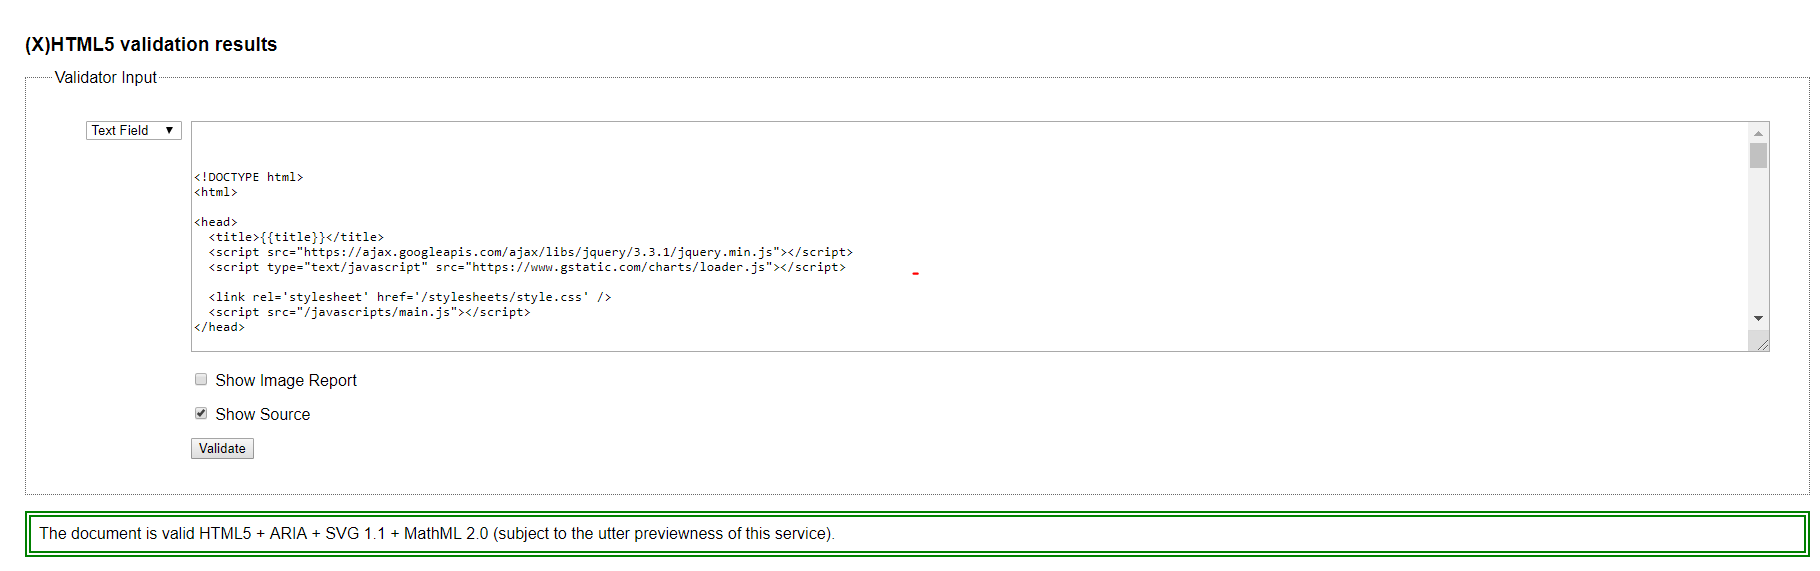 (X)HTML5 validation results
Validator Input
Text Field
<!DOCTYPE html>
<html>
<head>
<title>{{title}}</title>
<script src="https://ajax.googleapis.com/ajax/libs/jquery/3.3.1/jquery.min.js"></script>
<script type="text/javascript" src="https://www.gstatic.com/charts/loader.js"></script>
<link rel='stylesheet' href='/stylesheets/style.css' />
<script src="/javascripts/main.js"></script>
</head>
Show Image Report
Show Source
Validate
The document is valid HTML5 + ARIA + SVG 1.1 + MathML 2.0 (subject to the utter previewness of this service).